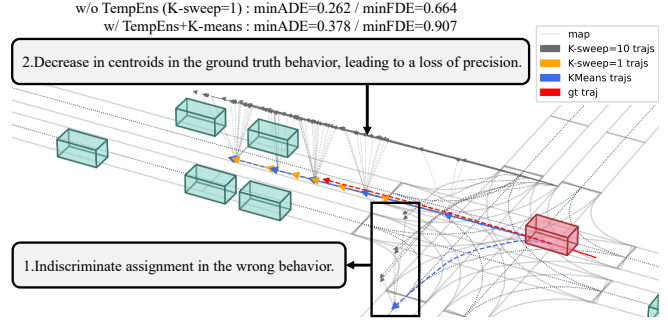 w/o TempEns (K-sweep=1) : minADE=0.262 / minFDE=0.664
w/ TempEns+K-means : minADE=0.378 / minFDE=0.907
2.Decrease in centroids in the ground truth behavior, leading to a loss of precision.
map
K-sweep=10 trajs
K-sweep=1 trajs
KMeans trajs
gt traj
1.Indiscriminate assignment in the wrong behavior.